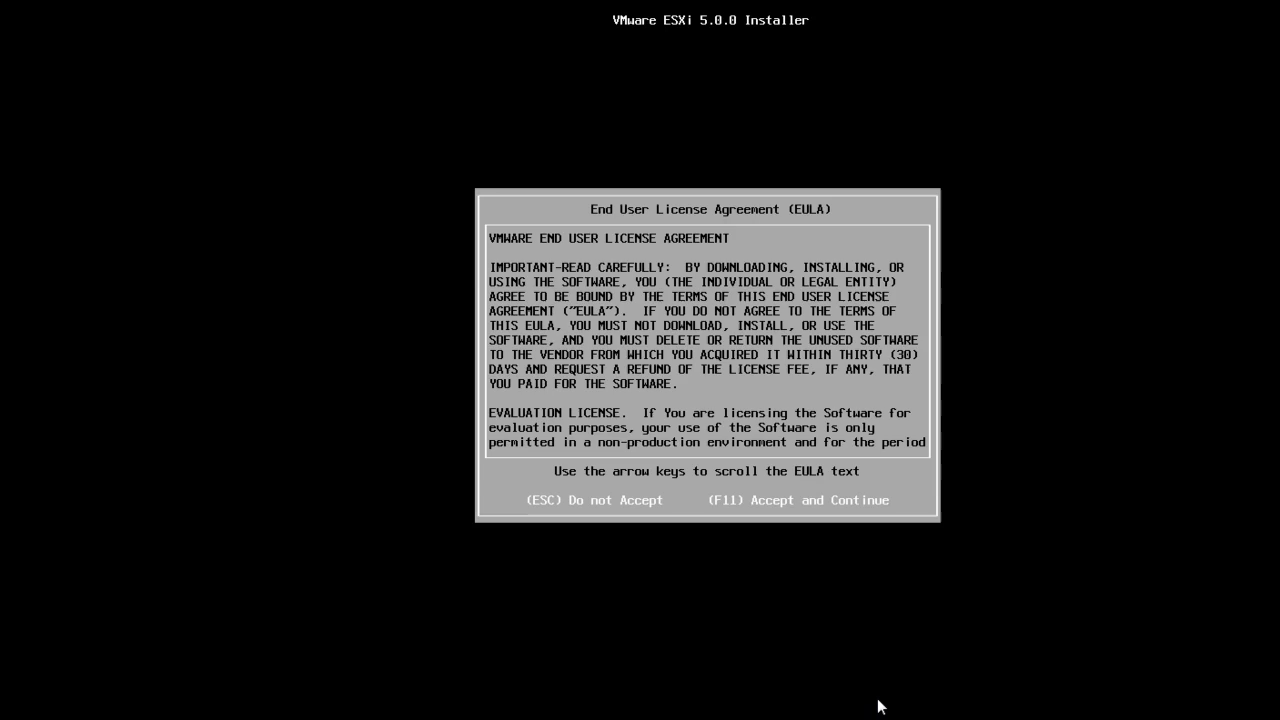 VMware ESXi 5.0.0 Installer
End User License Agreement (EULA)
VMWARE END USER LICENSE AGREEMENT
IMPORTANT-READ CAREFULLY:  BY DOWNLOADING, INSTALLING, OR
USING THE SOFTWARE, YOU (THE INDIVIDUAL OR LEGAL ENTITY)
AGREE TO BE BOUND BY THE TERMS OF THIS END USER LICENSE
AGREEMENT ("EULA").  IF YOU DO NOT AGREE TO THE TERMS OF
THIS EULA, YOU MUST NOT DOWNLOAD, INSTALL, OR USE THE
SOFTWARE, AND YOU MUST DELETE OR RETURN THE UNUSED SOFTWARE
TO THE VENDOR FROM WHICH YOU ACQUIRED IT WITHIN THIRTY (30)
DAYS AND REQUEST A REFUND OF THE LICENSE FEE, IF ANY, THAT
YOU PAID FOR THE SOFTWARE.
EVALUATION LICENSE.  If You are licensing the Software for
evaluation purposes, your use of the Software is only
permitted in a non-production environment and for the period
Use the arrow keys to scroll the EULA text
(ESC) Do not Accept      (F11) Accept and Continue